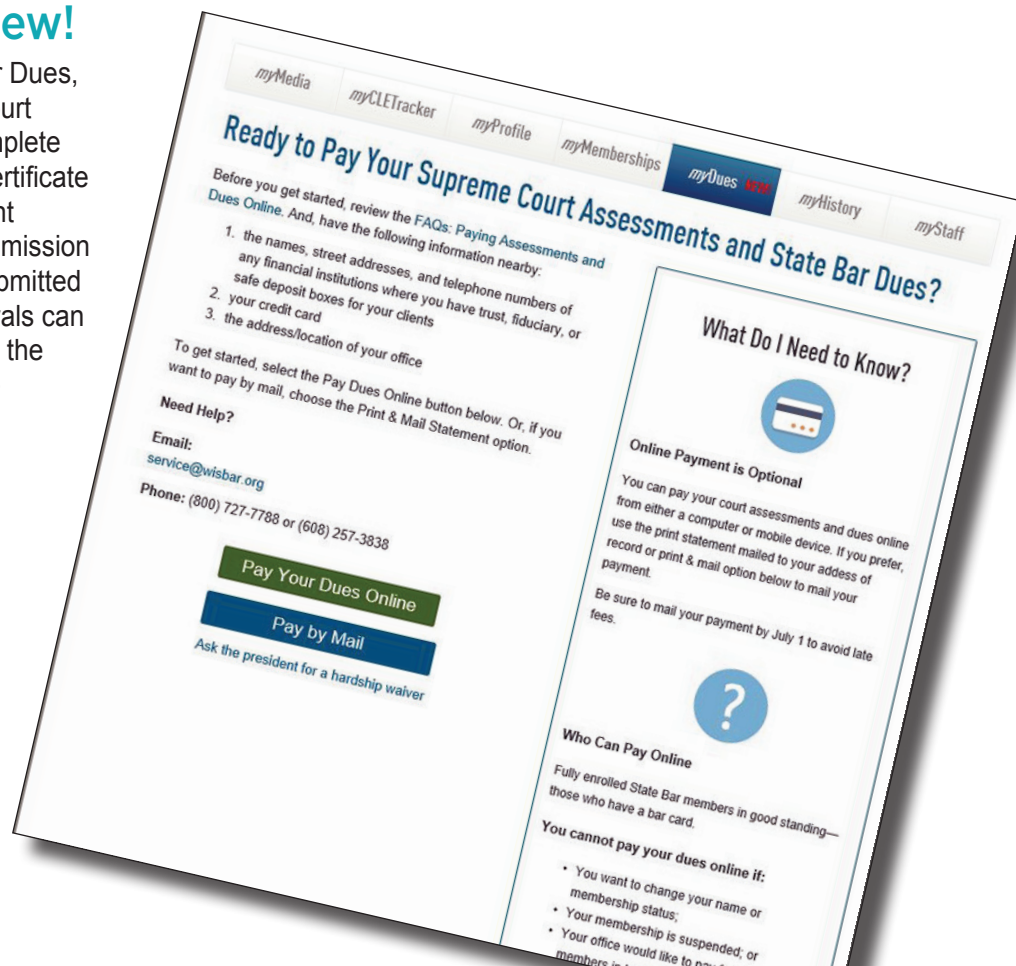 ew!
r Dues,
urt
nplete
ertificate
nt
mission
bmitted
als can
the
myMedia
myCLETracker
myProfile
myMemberships
myDues NEW!
myHistory
myStaff
Ready to Pay Your Supreme Court Assessments and State Bar Dues?
Before you get started, review the FAQs: Paying Assessments and
Dues Online. And, have the following information nearby:
1. the names, street addresses, and telephone numbers of
any financial institutions where you have trust, fiduciary, or
safe deposit boxes for your clients
2. your credit card
3. the address/location of your office
To get started, select the Pay Dues Online button below. Or, if you
want to pay by mail, choose the Print & Mail Statement option.
Need Help?
Email:
service@wisbar.org
Phone: (800) 727-7788 or (608) 257-3838
Pay Your Dues Online
Pay by Mail
Ask the president for a hardship waiver
What Do I Need to Know?
Online Payment is Optional
You can pay your court assessments and dues online
from either a computer or mobile device. If you prefer,
use the print statement mailed to your addess of
record or print & mail option below to mail your
payment.
Be sure to mail your payment by July 1 to avoid late
fees.
?
Who Can Pay Online
Fully enrolled State Bar members in good standing—
those who have a bar card.
You cannot pay your dues online if:
• You want to change your name or
membership status;
• Your membership is suspended; or
• Your office would like to pay
members in